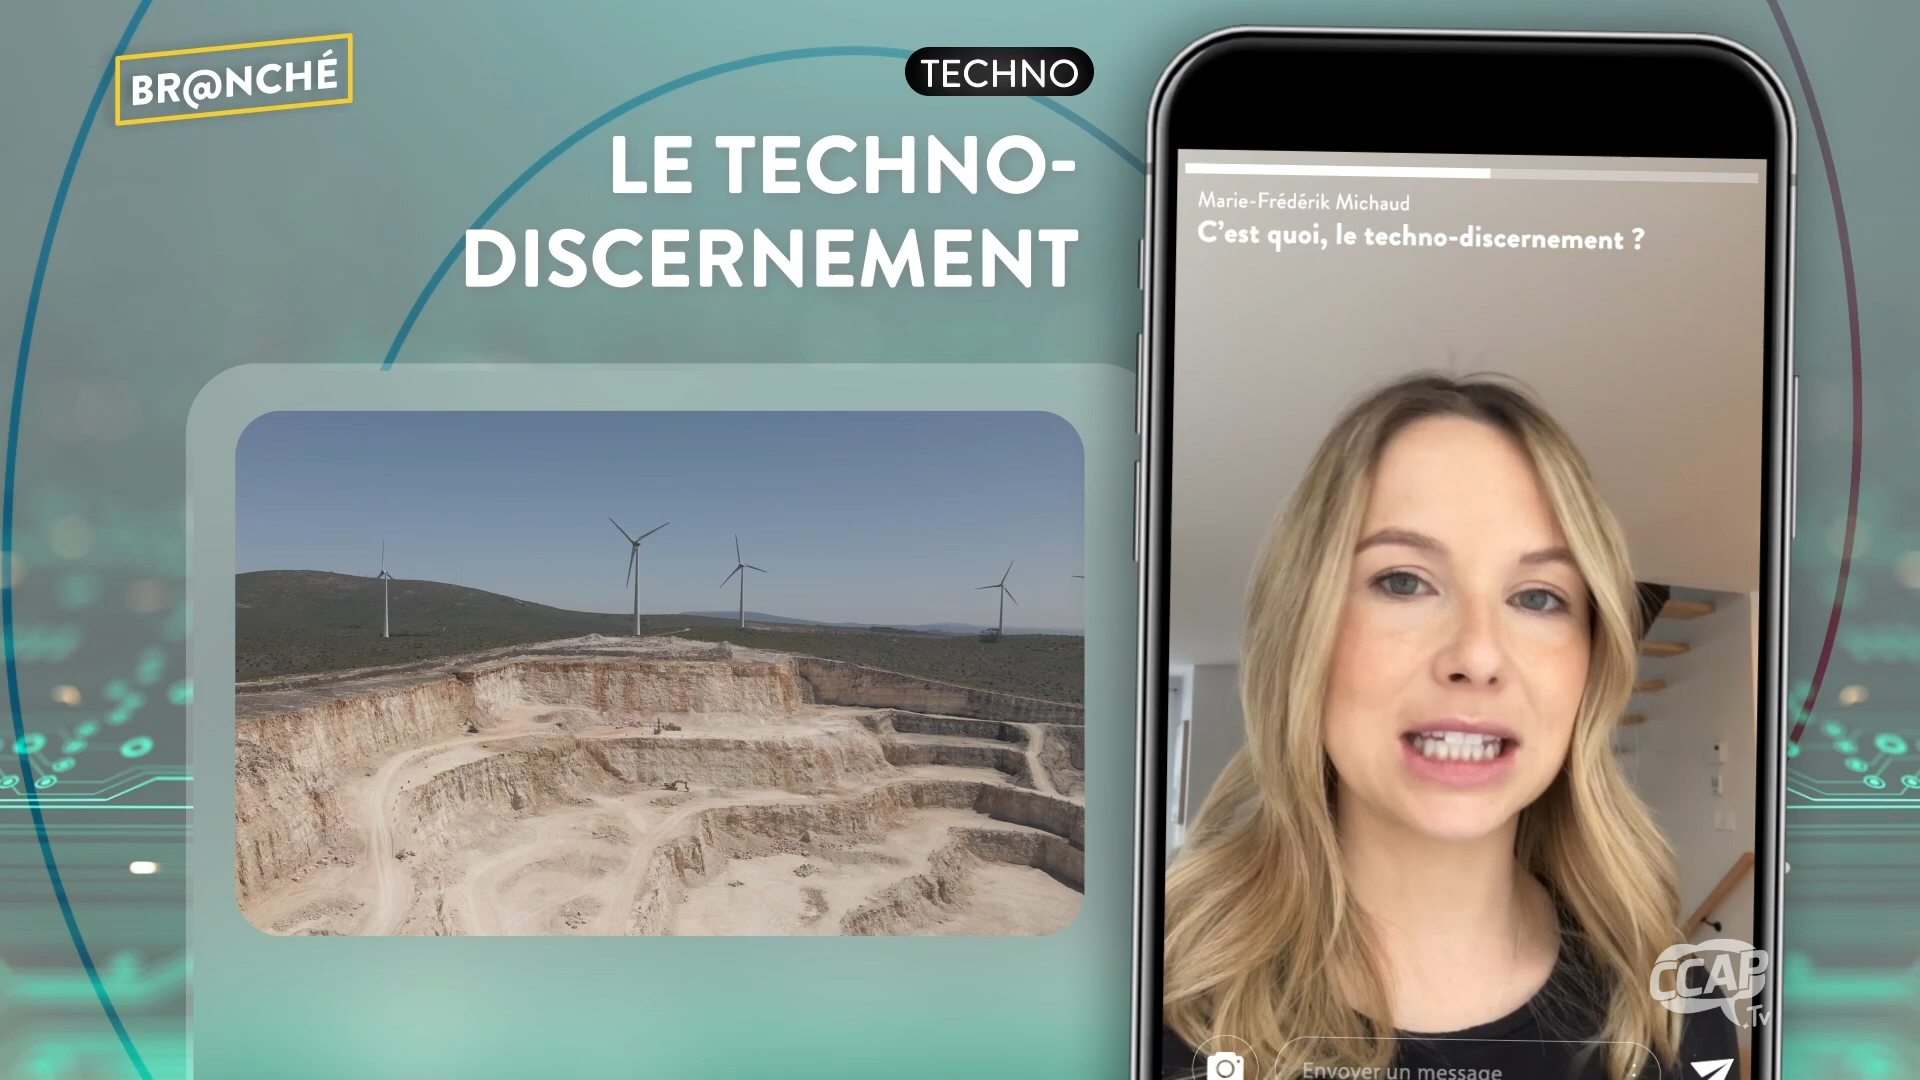 BR@NCHÉ
TECHNO
LE TECHNO-
DISCERNEMENT
Marie-Frédérik Michaud
C'est quoi, le techno-discernement ?
Envoyer un message
CCAP
.Tv